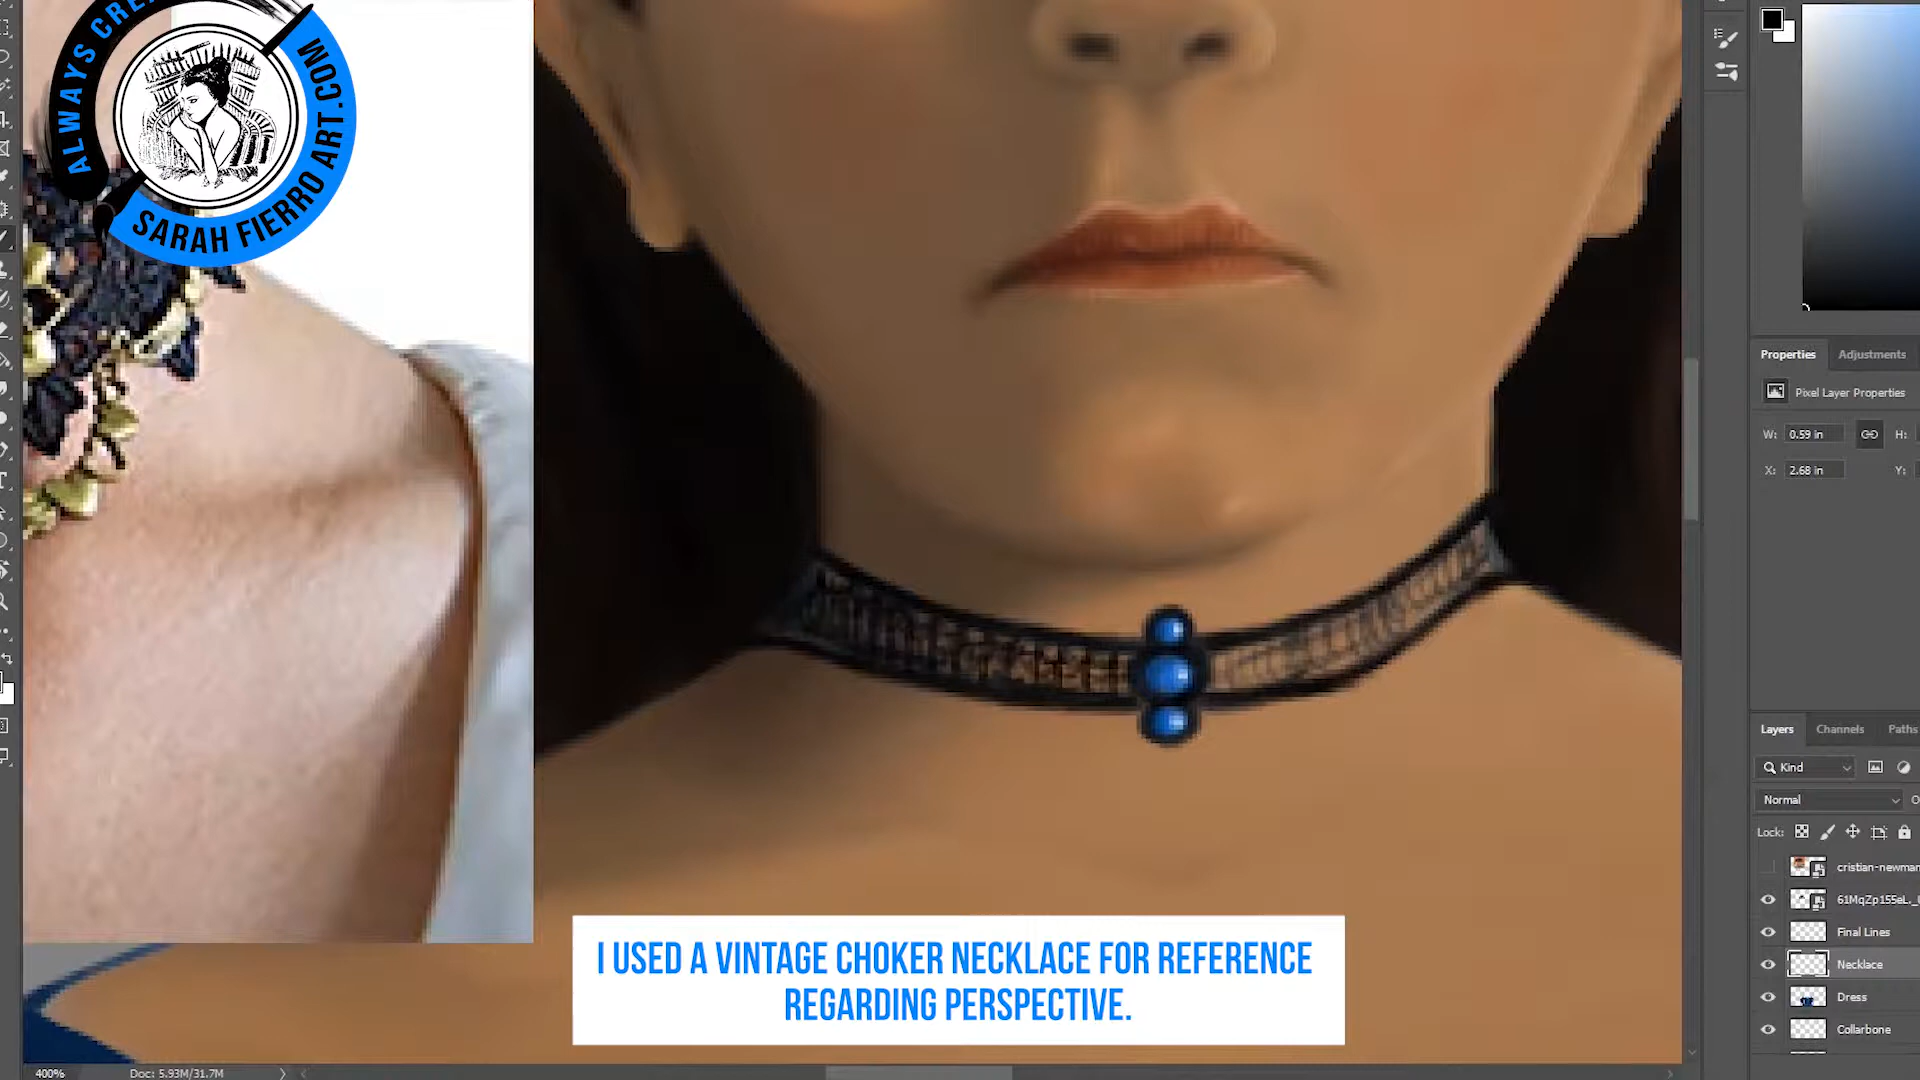 ALWAYS CREA
SARAH FIERRO ART.COM
Properties
Adjustments
Pixel Layer Properties
W: 0.59 in
H:
X: 2.68 in
Y:
Layers
Channels
Paths
Kind
Normal
Lock:
cristian-newman
61MqZp155eL._
Final Lines
Necklace
Dress
Collarbone
I USED A VINTAGE CHOKER NECKLACE FOR REFERENCE
REGARDING PERSPECTIVE.
400%
Doc: 5.93M/31.7M